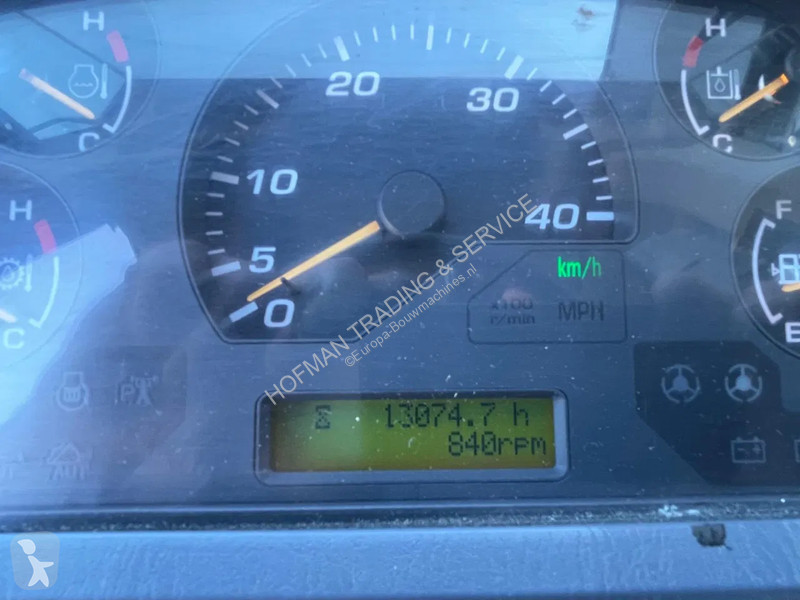 H
C
H
C
0
5
10
20
30
40
km/h
x100
r/min
MPH
H
C
F
E
P
AUT
13074.7 h
840rpm
HOFMAN TRADING & SERVICE
©Europa-Bouwmachines.nl